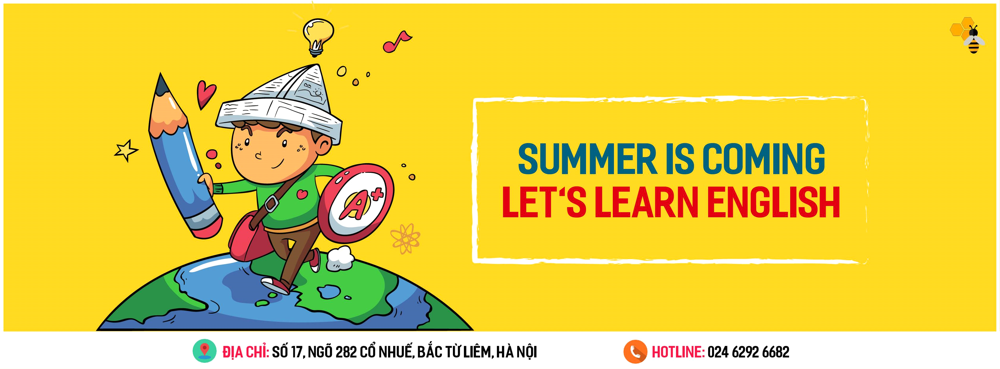 A+
SUMMER IS COMING
LET‘S LEARN ENGLISH
ĐỊA CHỈ: SỐ 17, NGÕ 282 CỔ NHUẾ, BẮC TỪ LIÊM, HÀ NỘI
HOTLINE: 024 6292 6682